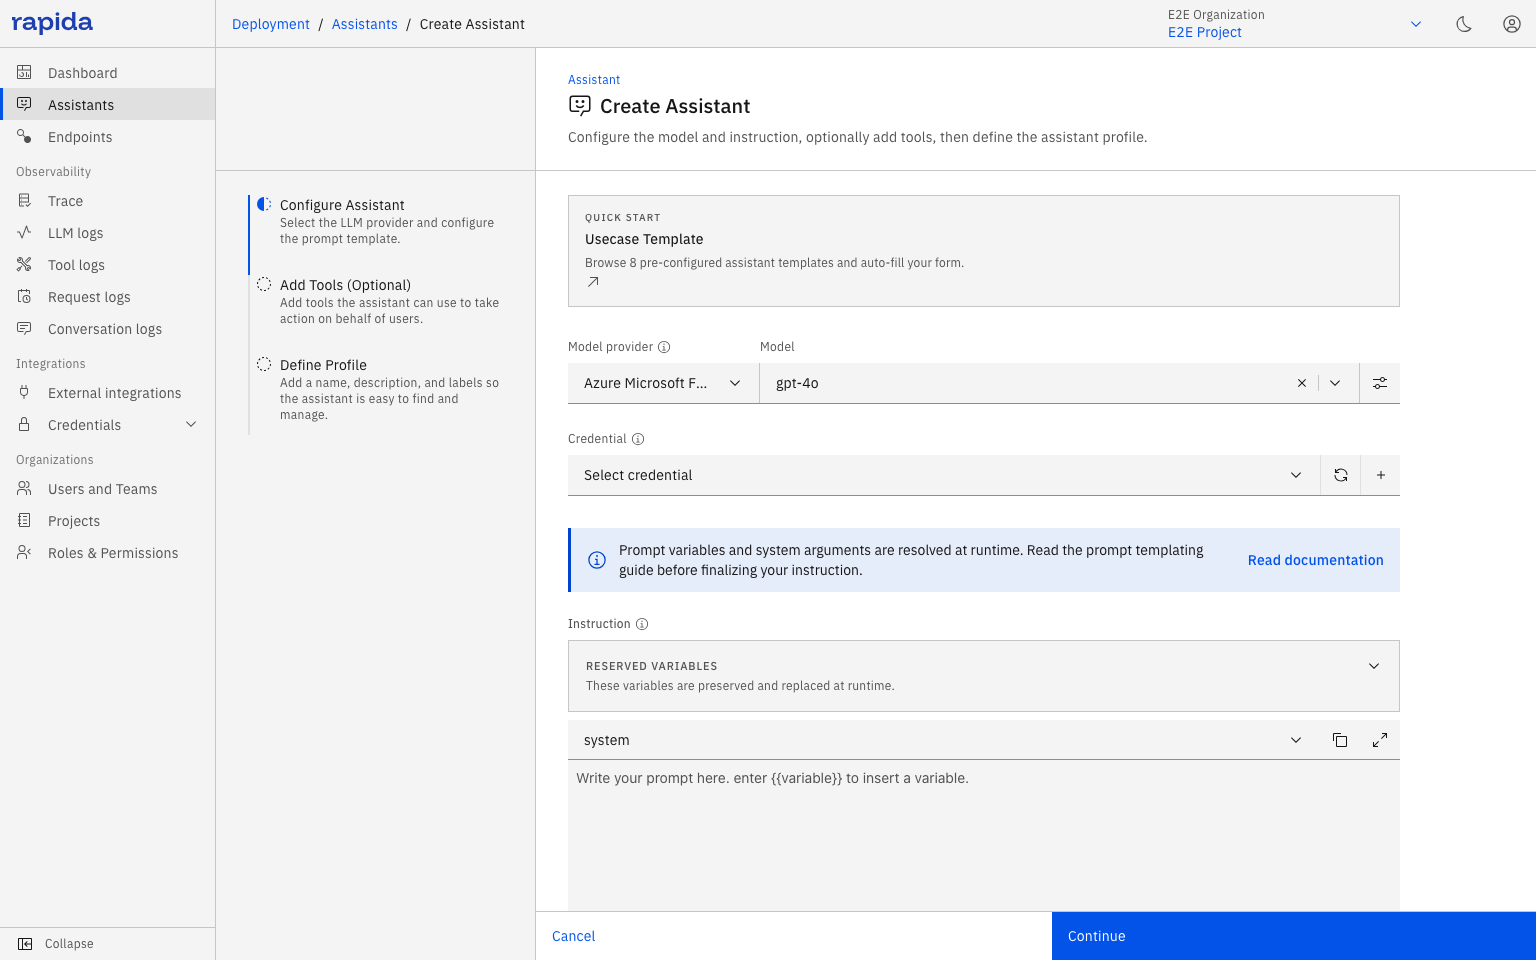 rapida
Deployment / Assistants / Create Assistant
E2E Organization
E2E Project
Dashboard
Assistants
Endpoints
Observability
Trace
LLM logs
Tool logs
Request logs
Conversation logs
Integrations
External integrations
Credentials
Organizations
Users and Teams
Projects
Roles & Permissions
Collapse
Configure Assistant
Select the LLM provider and configure
the prompt template.
Add Tools (Optional)
Add tools the assistant can use to take
action on behalf of users.
Define Profile
Add a name, description, and labels so
the assistant is easy to find and
manage.
Assistant
Create Assistant
Configure the model and instruction, optionally add tools, then define the assistant profile.
QUICK START
Usecase Template
Browse 8 pre-configured assistant templates and auto-fill your form.
Model provider
Model
Azure Microsoft F...
gpt-4o
Credential
Select credential
Prompt variables and system arguments are resolved at runtime. Read the prompt templating
guide before finalizing your instruction.
Read documentation
Instruction
RESERVED VARIABLES
These variables are preserved and replaced at runtime.
system
Write your prompt here. enter {{variable}} to insert a variable.
Cancel
Continue